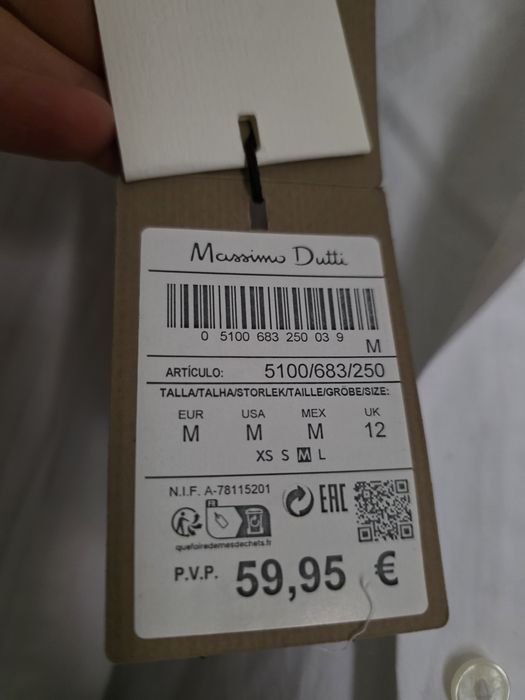 Massimo Dutti
0 5100 683 250 03 9
M
ARTÍCULO: 5100/683/250
TALLA/TALHA/STORLEK/TAILLE/GRÖBE/SIZE:
EUR USA MEX UK
M M M 12
XS S M L
N.I.F. A-78115201
FR
EAC
quefairedemesdechets.fr
P.V.P. 59,95 €